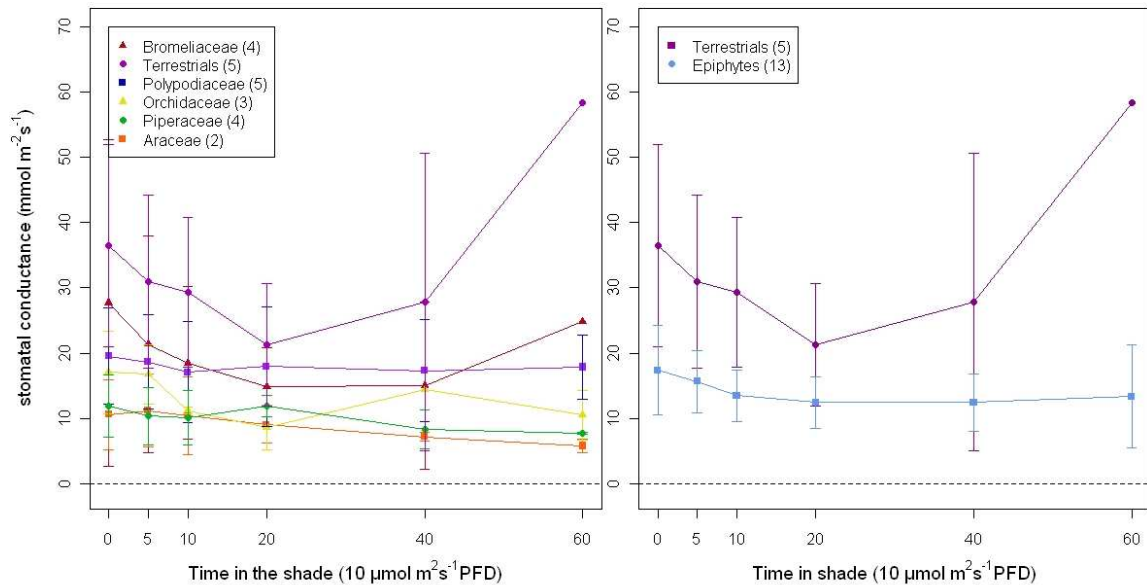 stomatal conductance (mmol m⁻²s⁻¹)
70
60
50
40
30
20
10
0
Bromeliaceae (4)
Terrestrials (5)
Polypodiaceae (5)
Orchidaceae (3)
Piperaceae (4)
Araceae (2)
0 5 10 20 40 60
Time in the shade (10 µmol m²s⁻¹PFD)
70
60
50
40
30
20
10
0
Terrestrials (5)
Epiphytes (13)
0 5 10 20 40 60
Time in shade (10 µmol m²s⁻¹PFD)